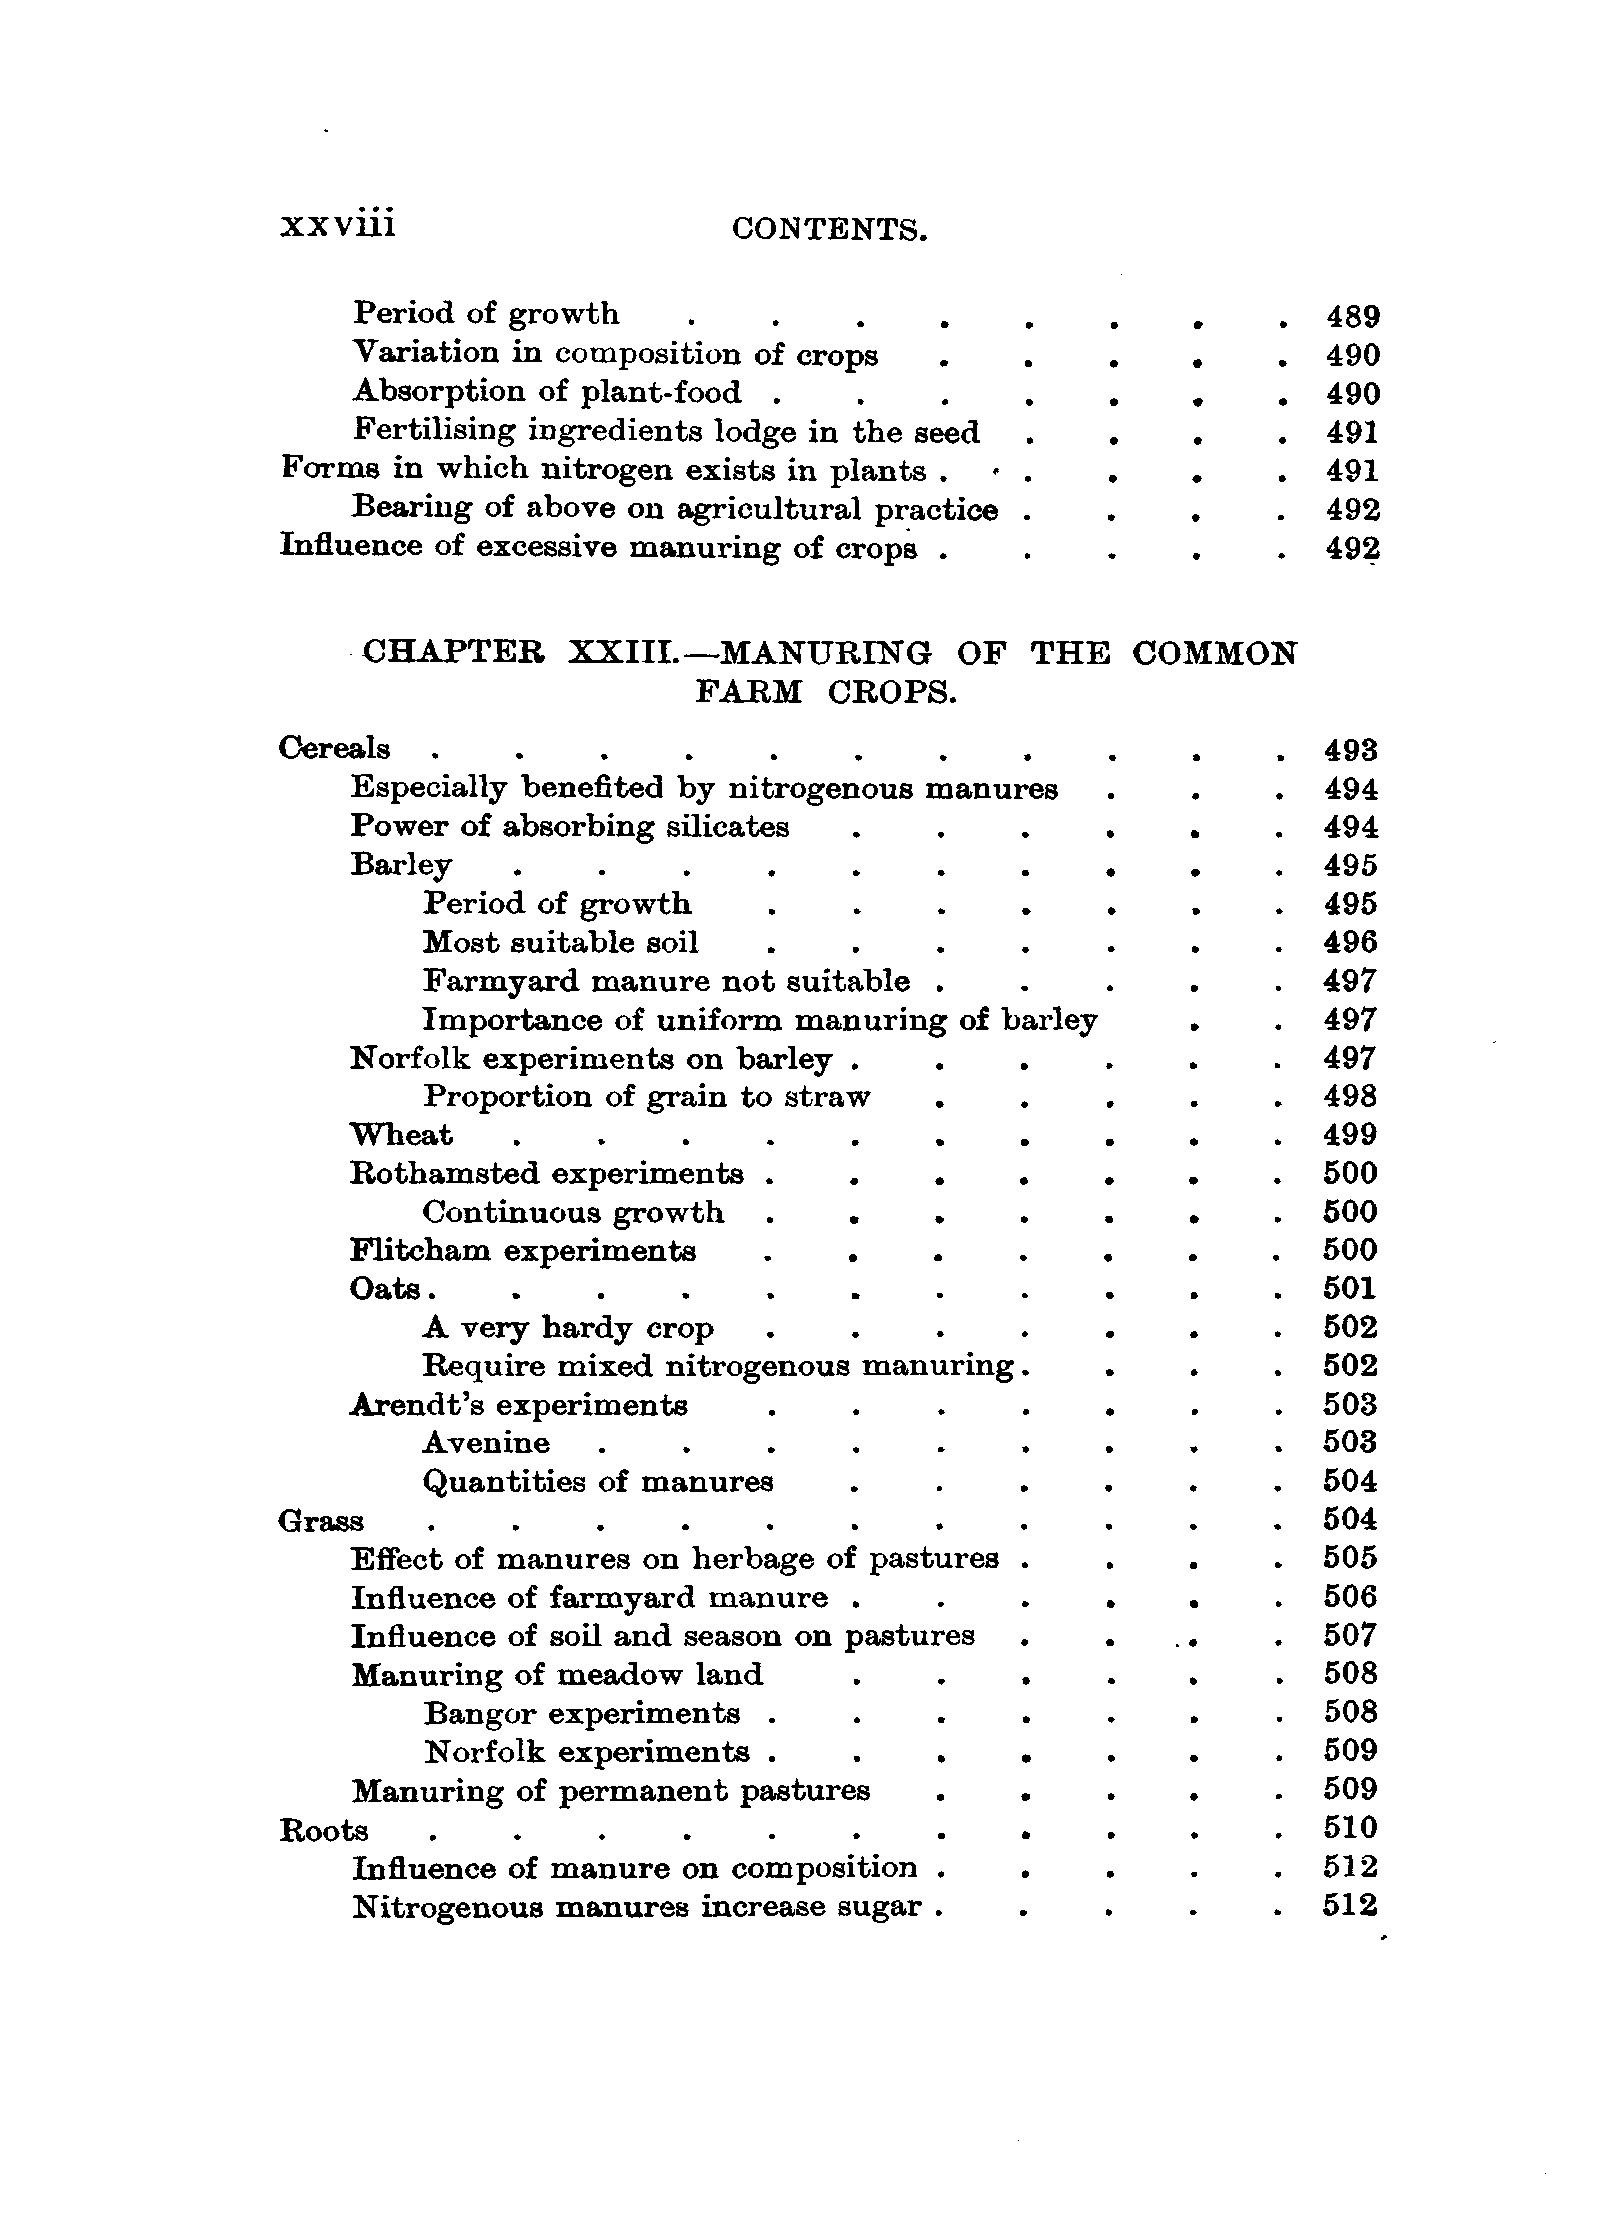 xxviii CONTENTS.
Period of growth . . . . . . . . 489
Variation in composition of crops . . . . . 490
Absorption of plant-food . . . . . . . 490
Fertilising ingredients lodge in the seed . . . . 491
Forms in which nitrogen exists in plants . . . . . 491
Bearing of above on agricultural practice . . . . 492
Influence of excessive manuring of crops . . . . . 492
CHAPTER XXIII.—MANURING OF THE COMMON
FARM CROPS.
Cereals . . . . . . . . . . . 493
Especially benefited by nitrogenous manures . . . 494
Power of absorbing silicates . . . . . . 494
Barley . . . . . . . . . . 495
Period of growth . . . . . . . 495
Most suitable soil . . . . . . . 496
Farmyard manure not suitable . . . . . 497
Importance of uniform manuring of barley . . 497
Norfolk experiments on barley . . . . . . 497
Proportion of grain to straw . . . . . 498
Wheat . . . . . . . . . . 499
Rothamsted experiments . . . . . . . 500
Continuous growth . . . . . . . 500
Flitcham experiments . . . . . . . 500
Oats . . . . . . . . . . . 501
A very hardy crop . . . . . . . 502
Require mixed nitrogenous manuring . . . . 502
Arendt's experiments . . . . . . . 503
Avenine . . . . . . . . . 503
Quantities of manures . . . . . . 504
Grass . . . . . . . . . . . 504
Effect of manures on herbage of pastures . . . . 505
Influence of farmyard manure . . . . . . 506
Influence of soil and season on pastures . . . . 507
Manuring of meadow land . . . . . . 508
Bangor experiments . . . . . . . 508
Norfolk experiments . . . . . . . 509
Manuring of permanent pastures . . . . . 509
Roots . . . . . . . . . . . 510
Influence of manure on composition . . . . . 512
Nitrogenous manures increase sugar . . . . . 512